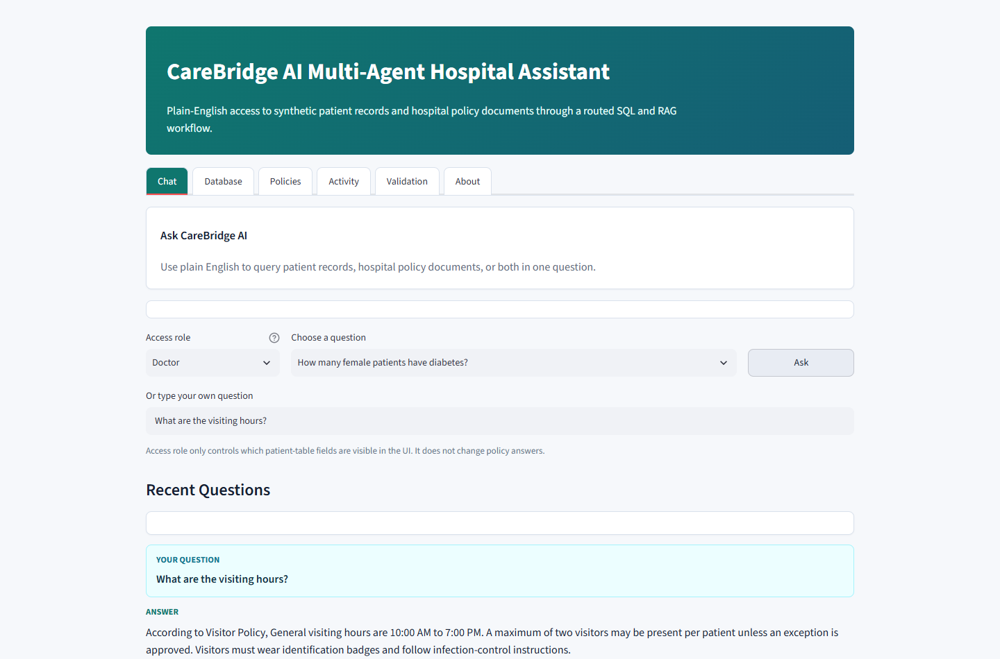 CareBridge AI Multi-Agent Hospital Assistant
Plain-English access to synthetic patient records and hospital policy documents through a routed SQL and RAG
workflow.
Chat
Database
Policies
Activity
Validation
About
Ask CareBridge AI
Use plain English to query patient records, hospital policy documents, or both in one question.
Access role
Choose a question
Doctor
How many female patients have diabetes?
Ask
Or type your own question
What are the visiting hours?
Access role only controls which patient-table fields are visible in the UI. It does not change policy answers.
Recent Questions
YOUR QUESTION
What are the visiting hours?
ANSWER
According to Visitor Policy, General visiting hours are 10:00 AM to 7:00 PM. A maximum of two visitors may be present per patient unless an exception is
approved. Visitors must wear identification badges and follow infection-control instructions.